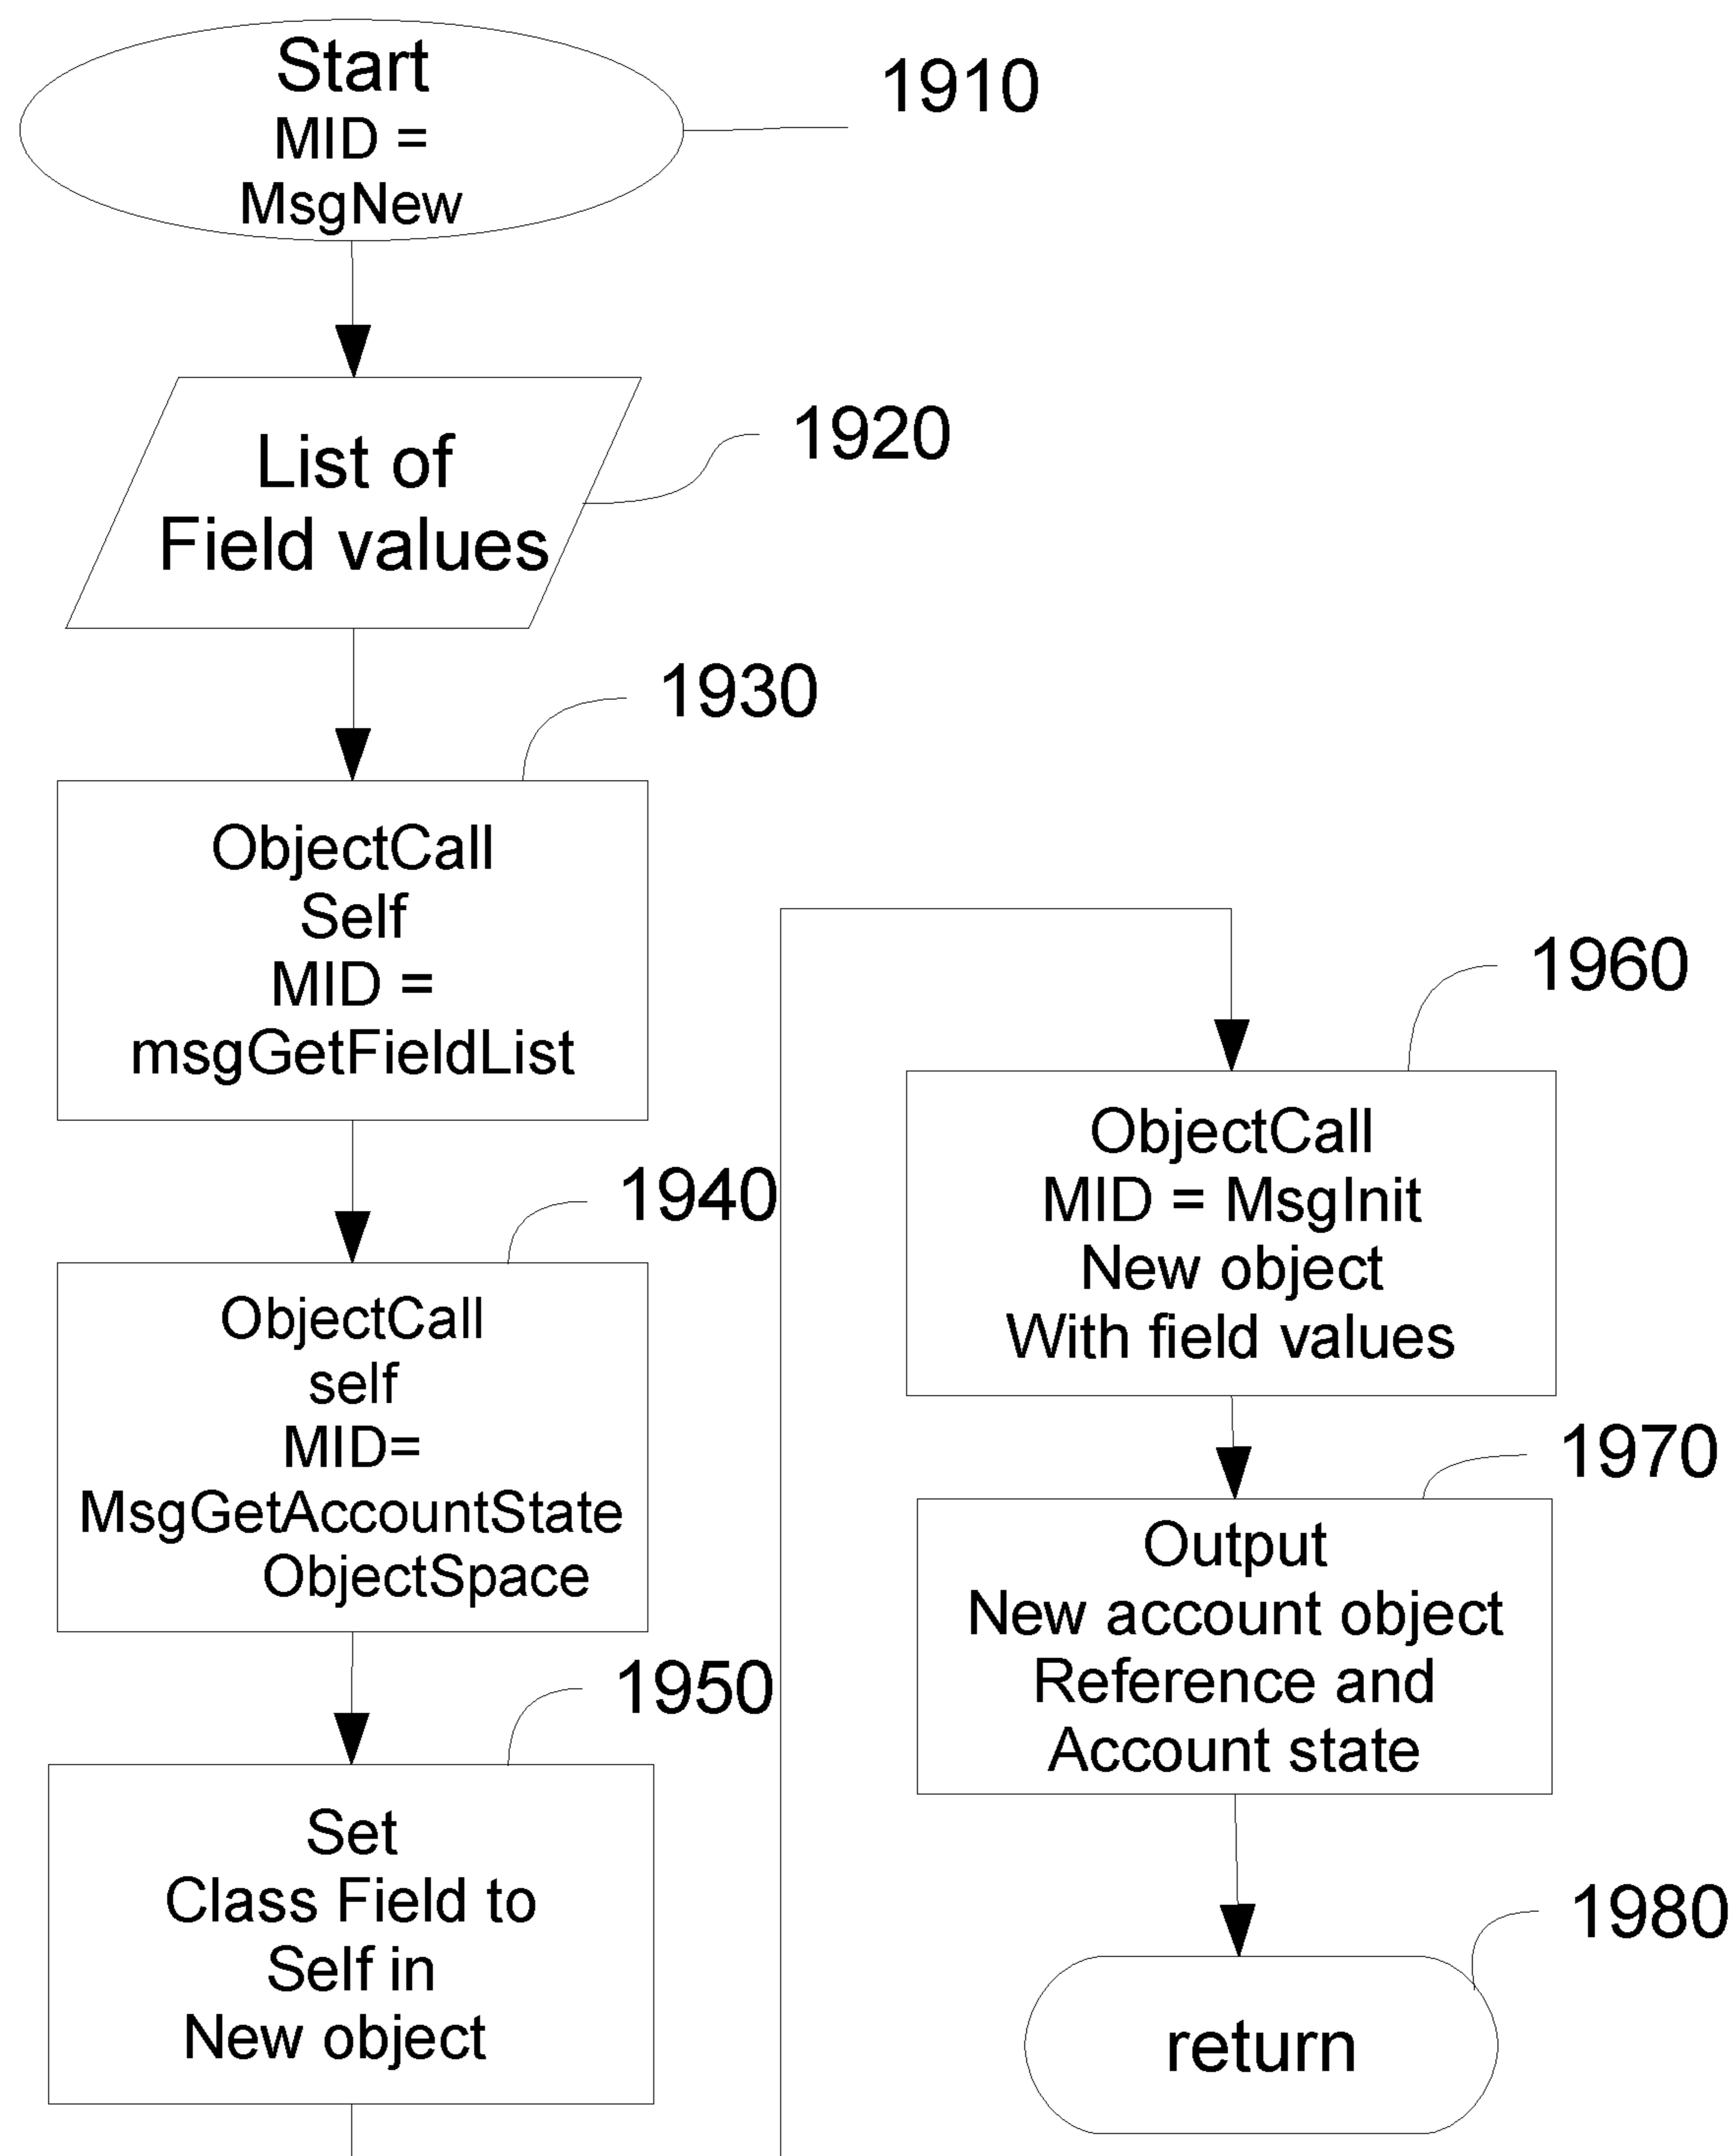 Start
MID =
MsgNew
1910
List of
Field values
1920
1930
ObjectCall
Self
MID =
msgGetFieldList
1940
ObjectCall
self
MID=
MsgGetAccountState
ObjectSpace
1950
Set
Class Field to
Self in
New object
1960
ObjectCall
MID = MsgInit
New object
With field values
1970
Output
New account object
Reference and
Account state
1980
return